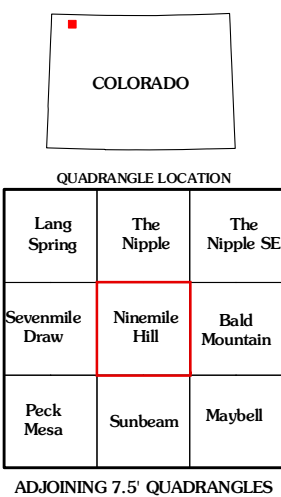 COLORADO
QUADRANGLE LOCATION
Lang Spring
The Nipple
The Nipple SE
Sevenmile Draw
Ninemile Hill
Bald Mountain
Peck Mesa
Sunbeam
Maybell
ADJOINING 7.5' QUADRANGLES